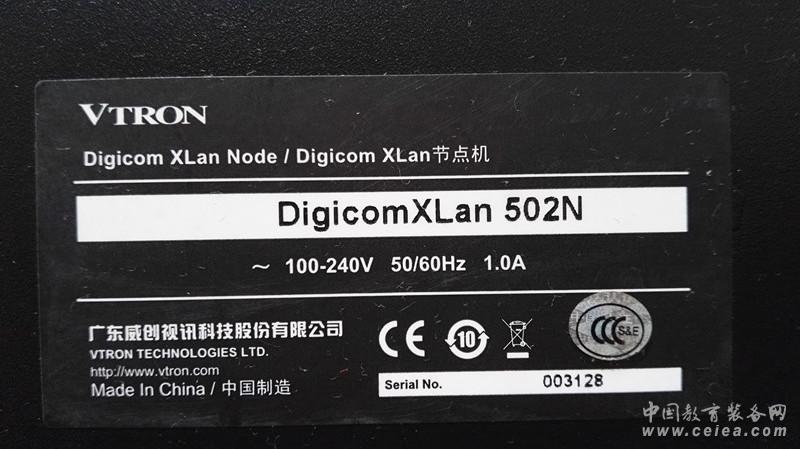 VTRON
Digicom XLan Node / Digicom XLan节点机
DigicomXLan 502N
~ 100-240V 50/60Hz 1.0A
广东威创视讯科技股份有限公司
VTRON TECHNOLOGIES LTD.
http://www.vtron.com
Made In China / 中国制造
CE
10
CCC S&E
Serial No. 003128
中国教育装备网
www.ceiea.com